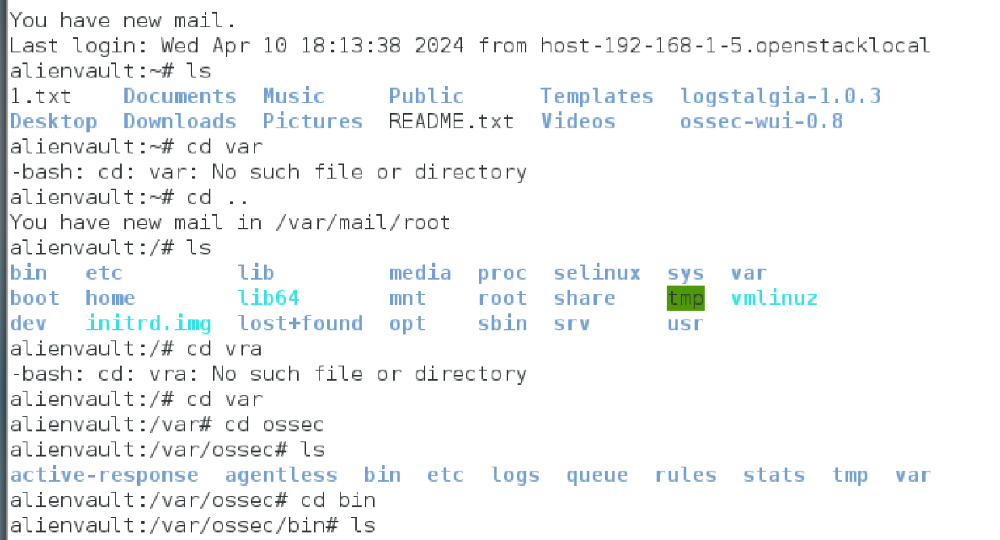 You have new mail.
Last login: Wed Apr 10 18:13:38 2024 from host-192-168-1-5.openstacklocal
alienvault:~# ls
1.txt    Documents  Music     Public      Templates  logstalgia-1.0.3
Desktop  Downloads  Pictures  README.txt  Videos     ossec-wui-0.8
alienvault:~# cd var
-bash: cd: var: No such file or directory
alienvault:~# cd ..
You have new mail in /var/mail/root
alienvault:/# ls
bin   etc         lib         media  proc  selinux  sys  var
boot  home        lib64       mnt    root  share    tmp  vmlinuz
dev   initrd.img  lost+found  opt    sbin  srv      usr
alienvault:/# cd vra
-bash: cd: vra: No such file or directory
alienvault:/# cd var
alienvault:/var# cd ossec
alienvault:/var/ossec# ls
active-response  agentless  bin  etc  logs  queue  rules  stats  tmp  var
alienvault:/var/ossec# cd bin
alienvault:/var/ossec/bin# ls